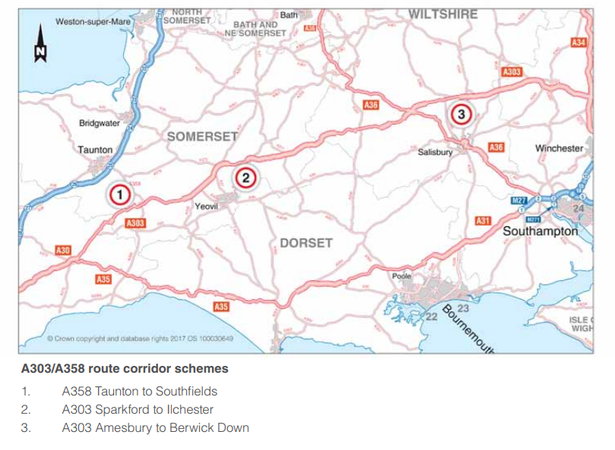 NORTH
SOMERSET
Weston-super-Mare
BATH AND
NE SOMERSET
Bath
WILTSHIRE
A36
A34
N
A303
A36
3
Bridgwater
SOMERSET
Taunton
Salisbury
A36
Winchester
2
1
Yeovil
A303
M27
24
M271
A31
Southampton
DORSET
A30
A35
Poole
A35
23
22
Bournemouth
ISLE O
WIGH
© Crown copyright and database rights 2017 OS 100030649
A303/A358 route corridor schemes
1. A358 Taunton to Southfields
2. A303 Sparkford to Ilchester
3. A303 Amesbury to Berwick Down